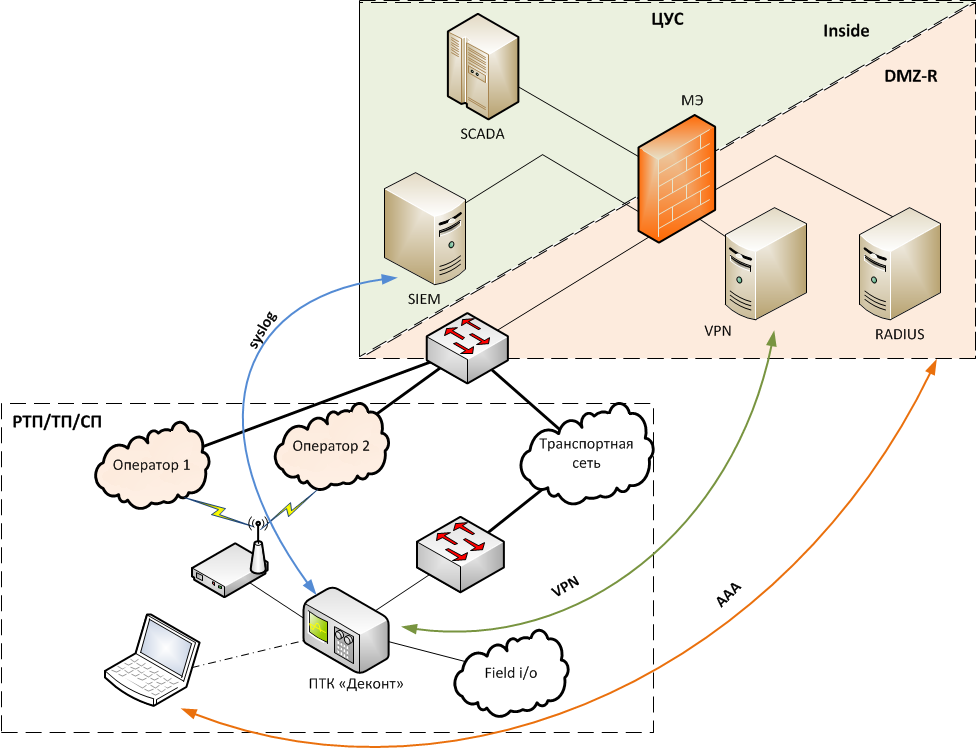 ЦУС
Inside
DMZ-R
МЭ
SCADA
SIEM
VPN
RADIUS
syslog
РТП/ТП/СП
Оператор 1
Оператор 2
Транспортная
сеть
VPN
AAA
Field i/o
ПТК «Деконт»